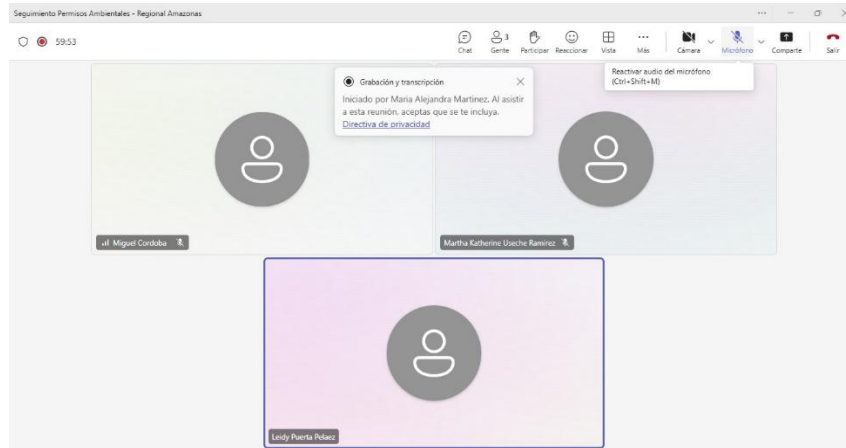 Seguimiento Permisos Ambientales - Regional Amazonas
59:53
3
Chat Gente Participar Reaccionar Vista Más Cámara Micrófono Comparte Salir
Reactivar audio del micrófono
(Ctrl+Shift+M)
Grabación y transcripción
Iniciado por Maria Alejandra Martinez. Al asistir
a esta reunión, aceptas que se te incluya.
Directiva de privacidad
Miguel Cordoba
Martha Katherine Useche Ramirez
Leidy Puerta Pelaez